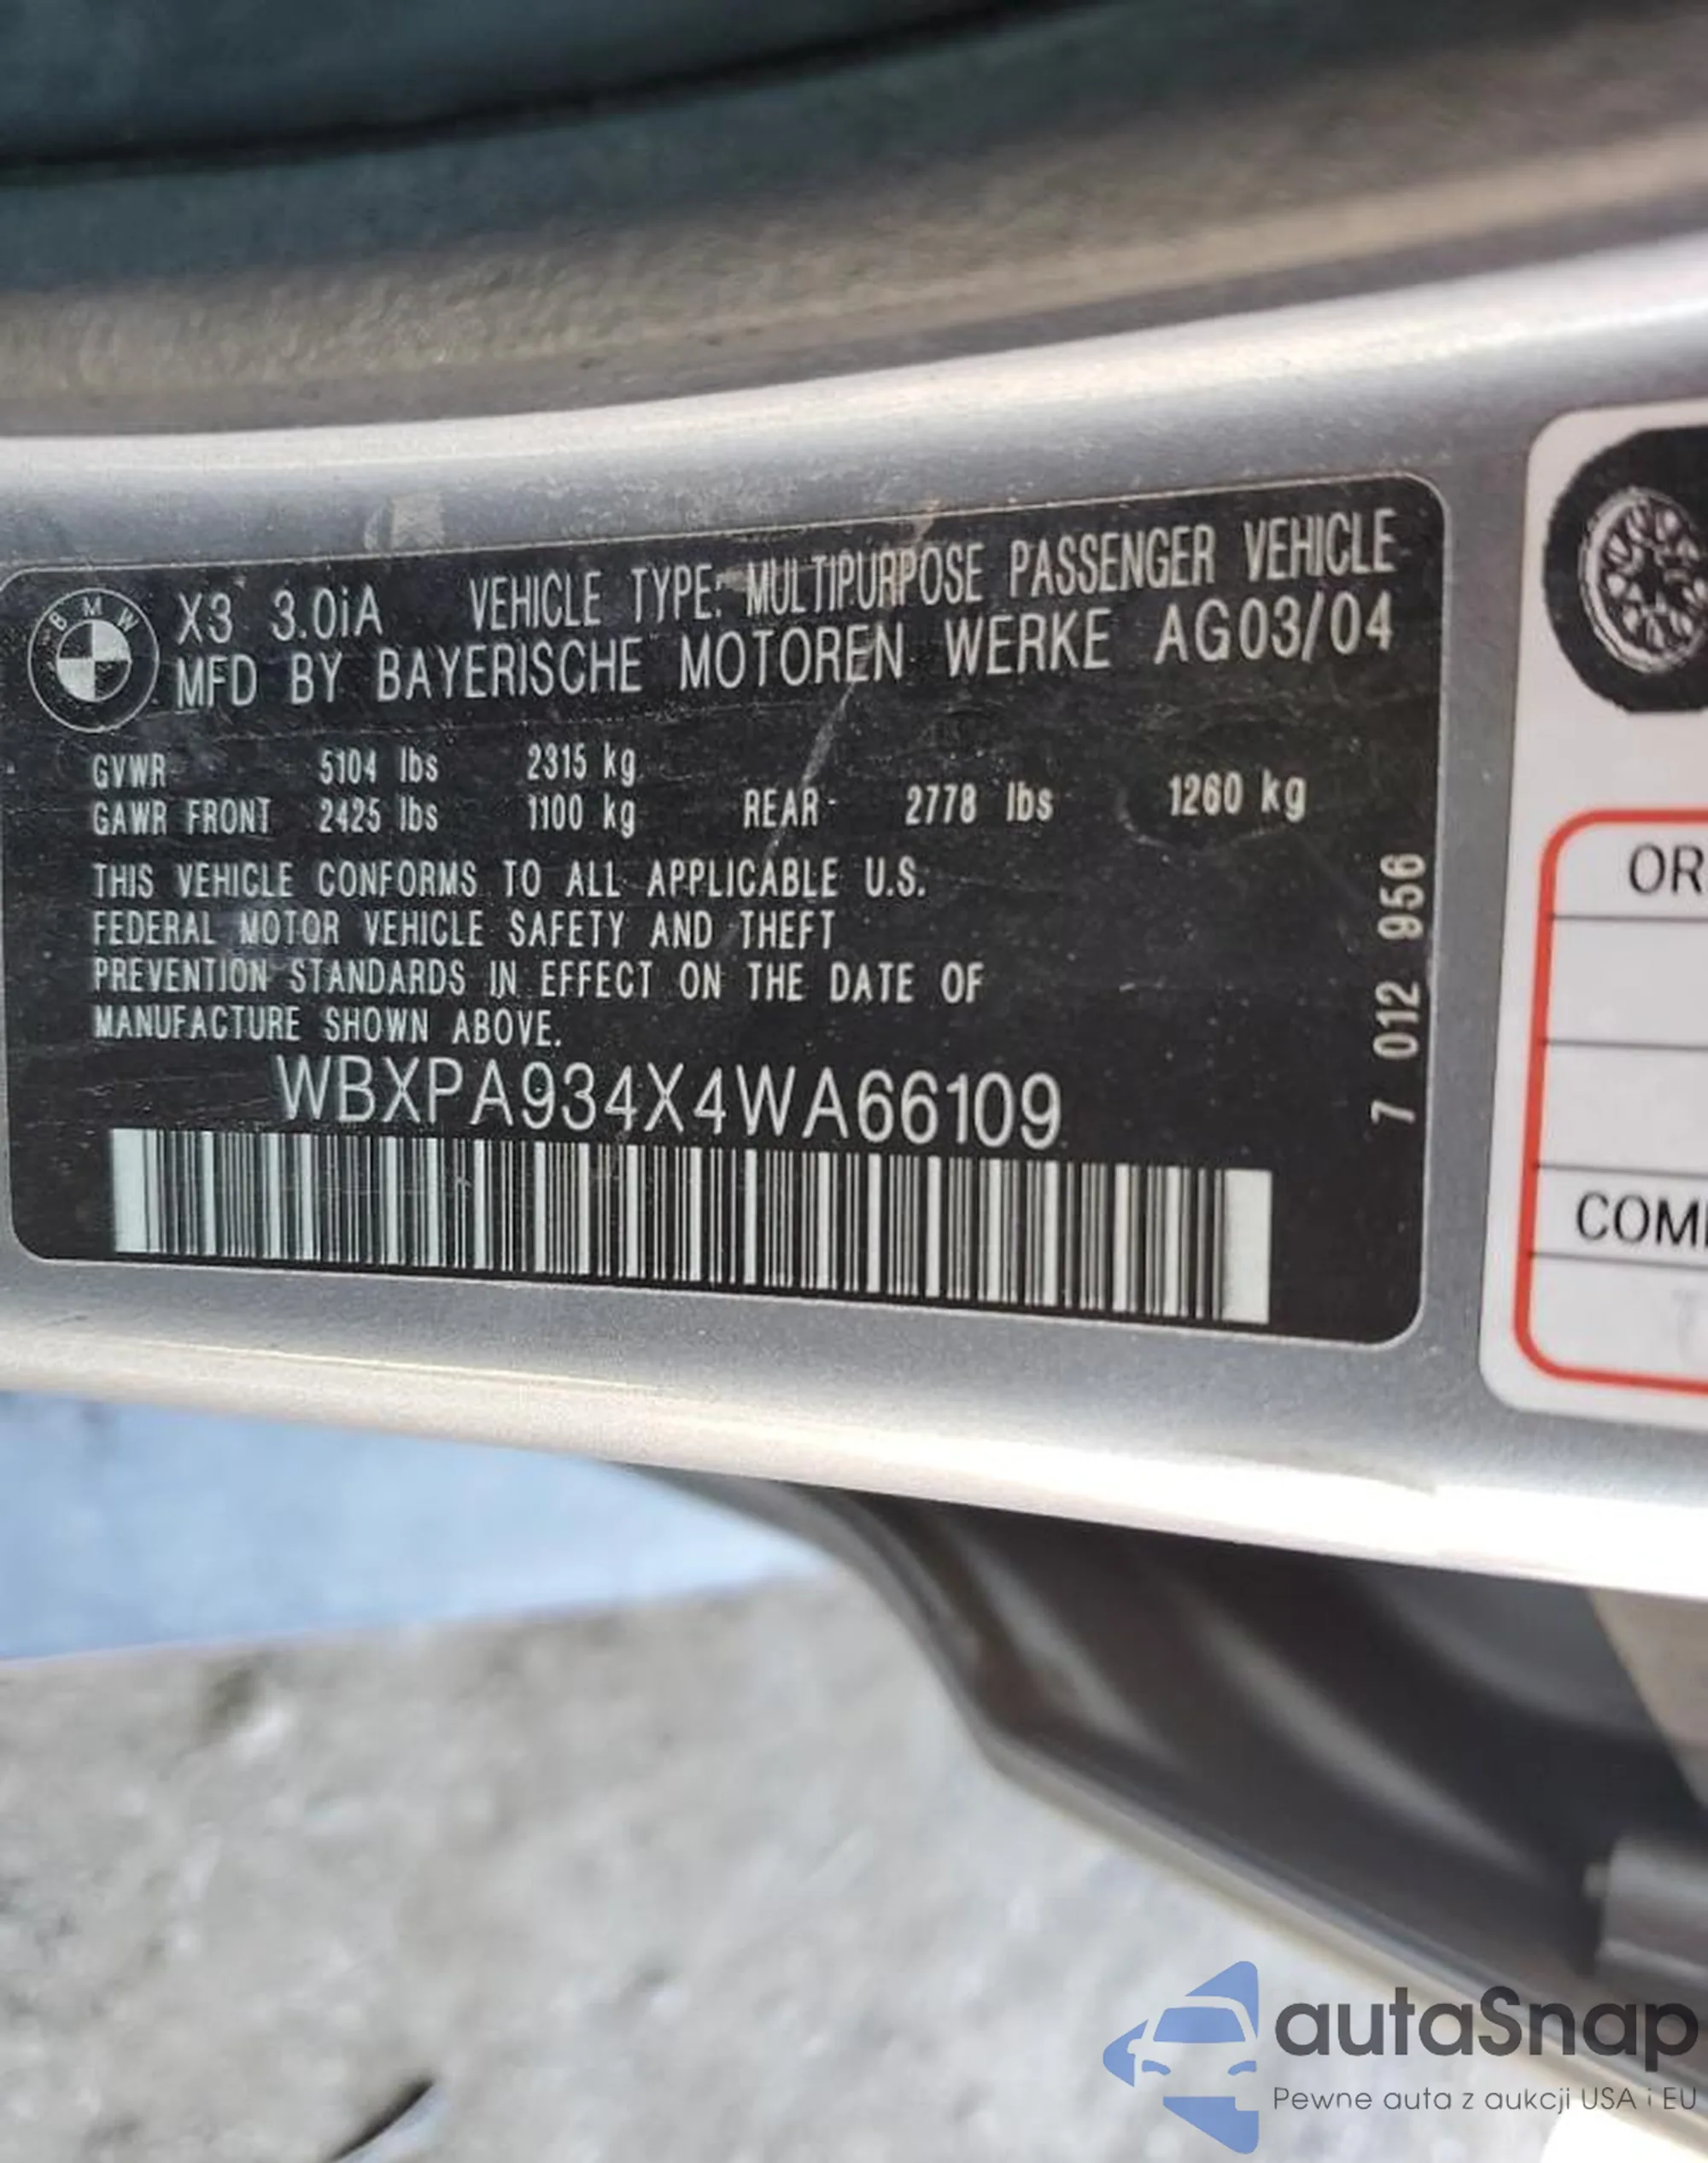 BMW
X3 3.0iA VEHICLE TYPE: MULTIPURPOSE PASSENGER VEHICLE
MFD BY BAYERISCHE MOTOREN WERKE AG03/04
GVWR 5104 lbs 2315 kg
GAWR FRONT 2425 lbs 1100 kg REAR 2778 lbs 1260 kg
THIS VEHICLE CONFORMS TO ALL APPLICABLE U.S.
FEDERAL MOTOR VEHICLE SAFETY AND THEFT
PREVENTION STANDARDS IN EFFECT ON THE DATE OF
MANUFACTURE SHOWN ABOVE.
WBXPA934X4WA66109
7 012 956
OR
COM
autaSnap
Pewne auta z aukcji USA i EU